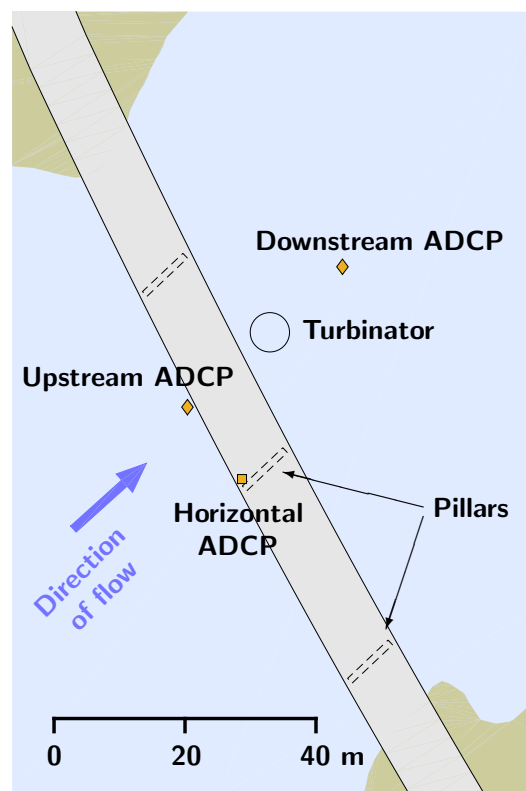 Downstream ADCP
Turbinator
Upstream ADCP
Horizontal
ADCP
Pillars
Direction
of flow
0 20 40 m